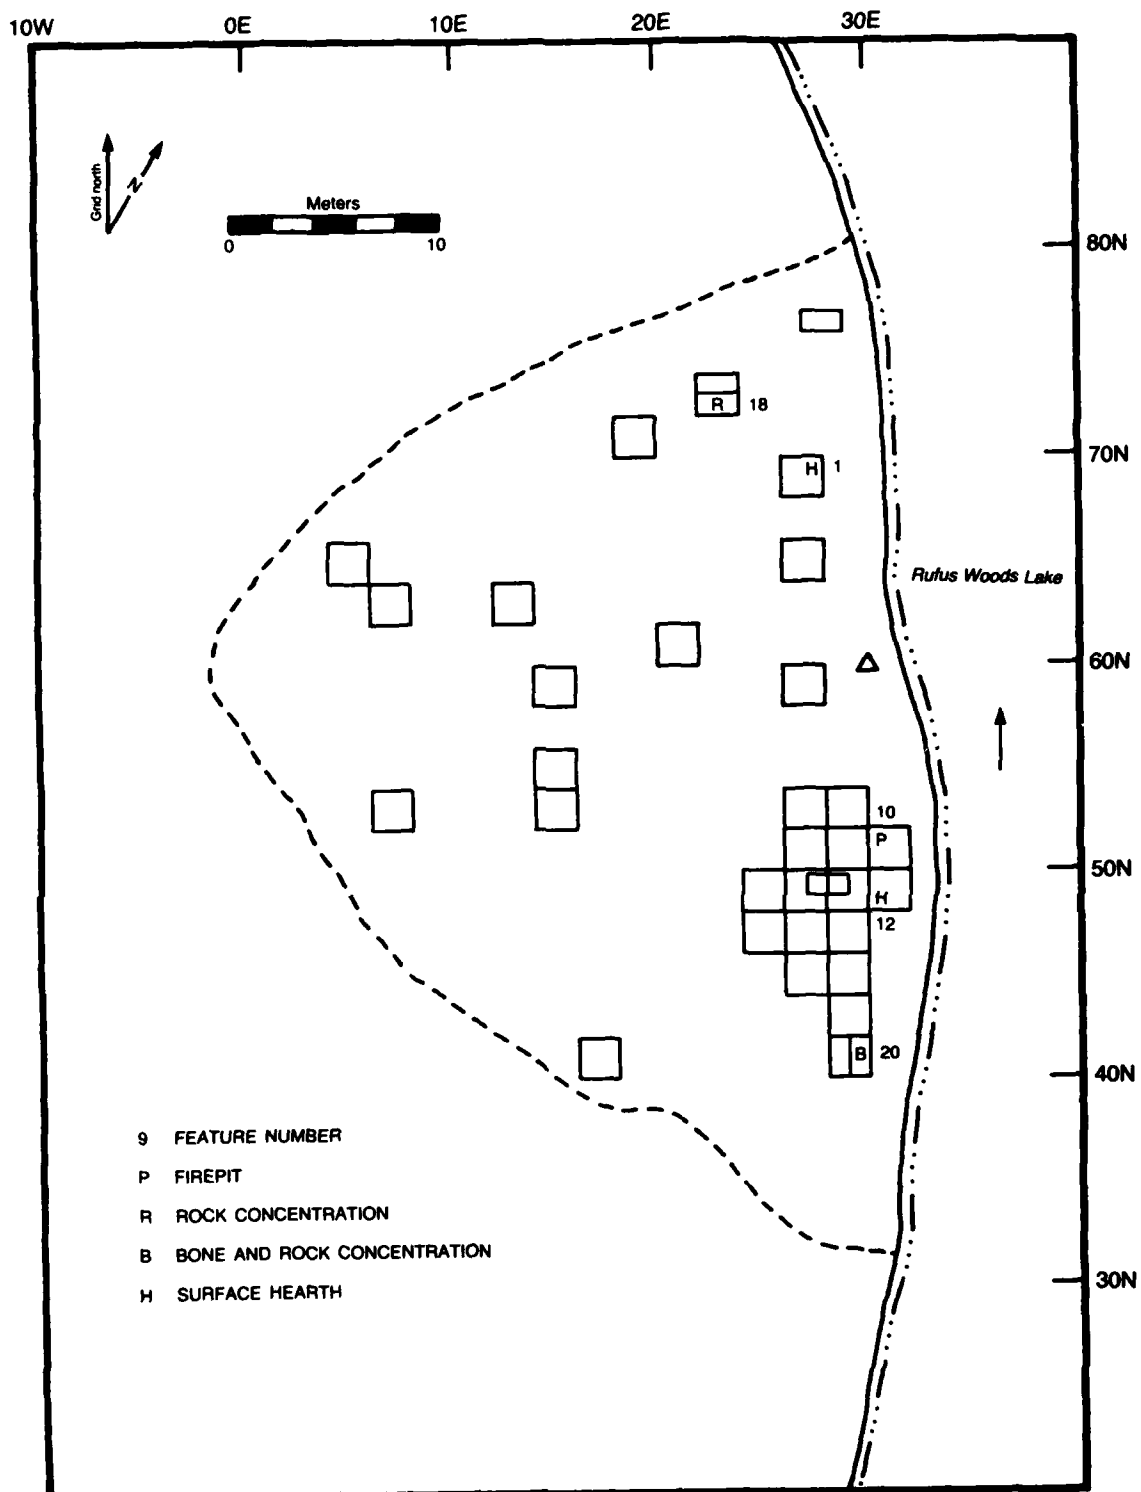 10W 0E 10E 20E 30E
Grid north
N
Meters
0 10
80N
R 18
70N
H 1
Rufus Woods Lake
60N
10
P
50N
H
12
B 20
40N
9 FEATURE NUMBER
P FIREPIT
R ROCK CONCENTRATION
B BONE AND ROCK CONCENTRATION
H SURFACE HEARTH
30N